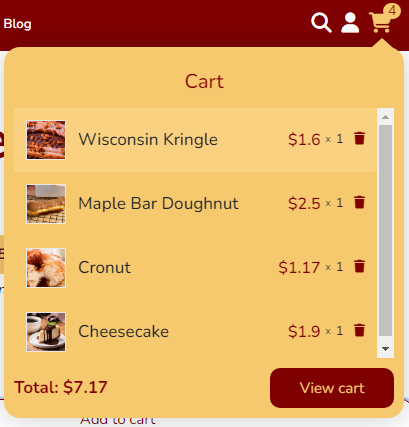 Blog
4
Cart
Wisconsin Kringle $1.6 × 1
Maple Bar Doughnut $2.5 × 1
Cronut $1.17 × 1
Cheesecake $1.9 × 1
Total: $7.17 View cart
Add to cart